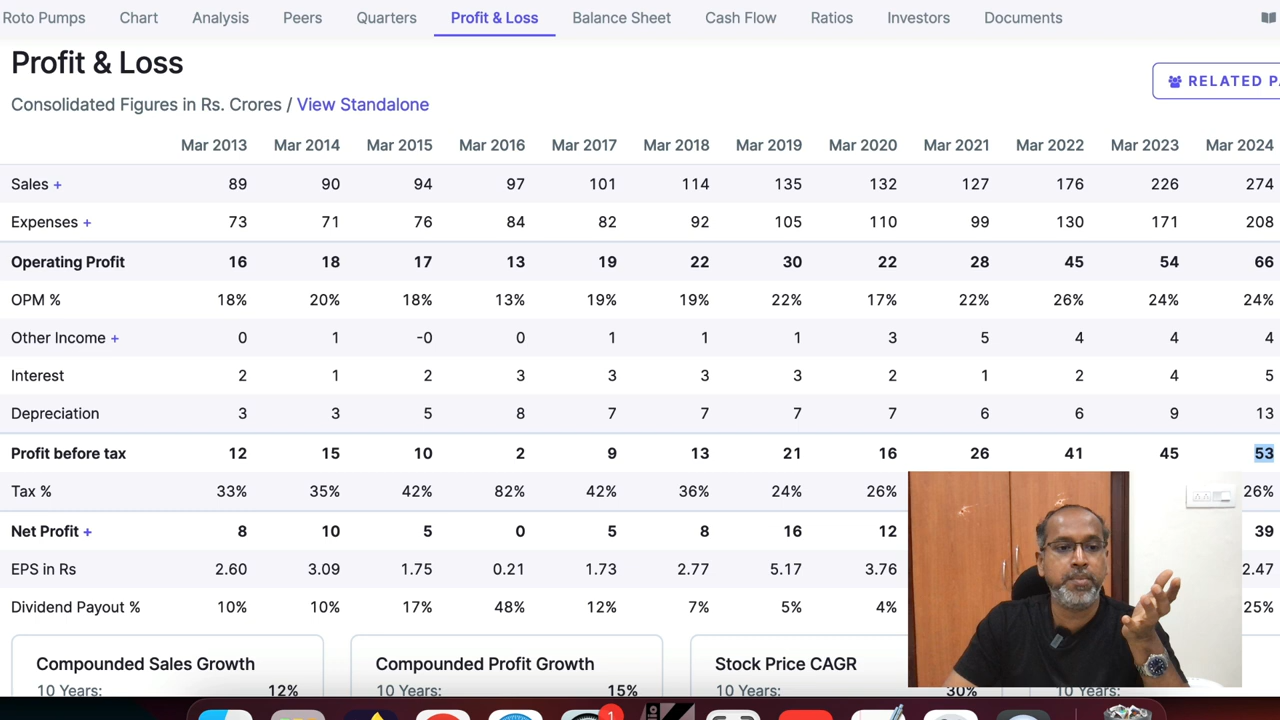 Roto Pumps Chart Analysis Peers Quarters Profit & Loss Balance Sheet Cash Flow Ratios Investors Documents
Profit & Loss
RELATED PA
Consolidated Figures in Rs. Crores / View Standalone
Mar 2013 Mar 2014 Mar 2015 Mar 2016 Mar 2017 Mar 2018 Mar 2019 Mar 2020 Mar 2021 Mar 2022 Mar 2023 Mar 2024
Sales + 89 90 94 97 101 114 135 132 127 176 226 274
Expenses + 73 71 76 84 82 92 105 110 99 130 171 208
Operating Profit 16 18 17 13 19 22 30 22 28 45 54 66
OPM % 18% 20% 18% 13% 19% 19% 22% 17% 22% 26% 24% 24%
Other Income + 0 1 -0 0 1 1 1 3 5 4 4 4
Interest 2 1 2 3 3 3 3 2 1 2 4 5
Depreciation 3 3 5 8 7 7 7 7 6 6 9 13
Profit before tax 12 15 10 2 9 13 21 16 26 41 45 53
Tax % 33% 35% 42% 82% 42% 36% 24% 26% 26%
Net Profit + 8 10 5 0 5 8 16 12 39
EPS in Rs 2.60 3.09 1.75 0.21 1.73 2.77 5.17 3.76 2.47
Dividend Payout % 10% 10% 17% 48% 12% 7% 5% 4% 25%
Compounded Sales Growth Compounded Profit Growth Stock Price CAGR
10 Years: 12% 10 Years: 15% 10 Years: 30% 10 Years:
1